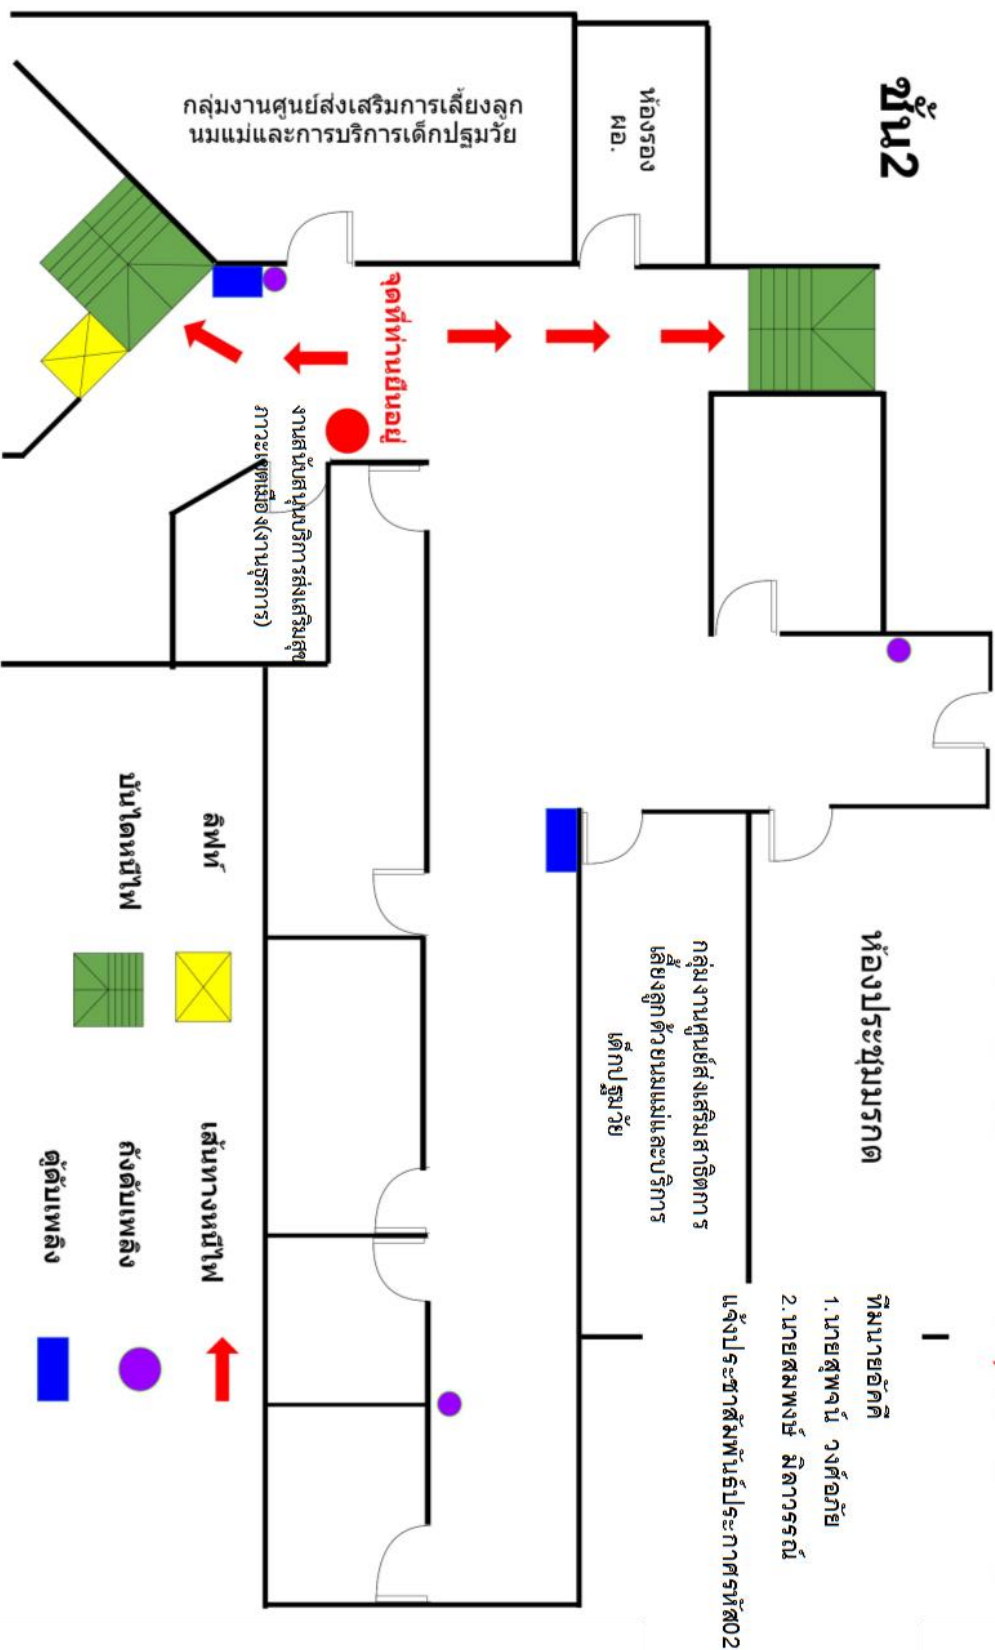 ชั้น2
กลุ่มงานศูนย์ส่งเสริมการเลี้ยงลูก
นมแม่และการบริการเด็กปฐมวัย
ห้องรอง
ผอ.
จุดที่ท่านยืนอยู่
งานสนับสนุนบริการส่งเสริมสุข
ภาวะเขตเมือง(งานธุรการ)
ห้องประชุมมรกต
กลุ่มงานศูนย์ส่งเสริมสาธิตการ
เลี้ยงลูกด้วยนมแม่และบริการ
เด็กปฐมวัย
ลิฟท์
บันไดหนีไฟ
เส้นทางหนีไฟ
ถังดับเพลิง
ตู้ดับเพลิง
ทีมนายอัคคี
1.นายสุพจน์ วงศ์อภัย
2.นายสมพงษ์ มิลาวรรณ์
แจ้งประชาสัมพันธ์ประกาศรหัส02